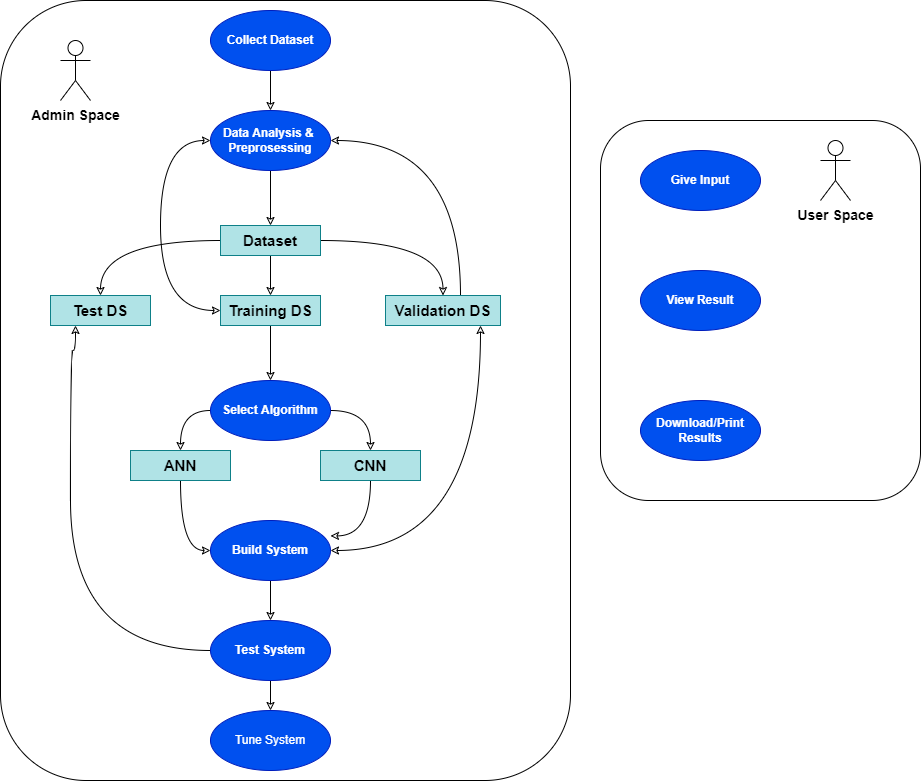 Collect Dataset
Admin Space
Data Analysis &
Preprosessing
Dataset
Test DS
Training DS
Validation DS
Select Algorithm
ANN
CNN
Build System
Test System
Tune System
Give Input
User Space
View Result
Download/Print
Results